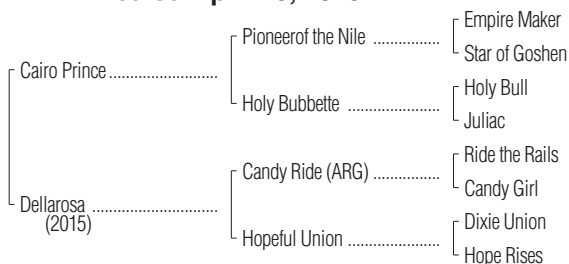 Empire Maker
Pioneerof the Nile ..................
Star of Goshen
Cairo Prince .............................
Holy Bull
Holy Bubbette ........................
Juliac
Ride the Rails
Candy Ride (ARG) ..................
Candy Girl
Dellarosa .................................
(2015)
Dixie Union
Hopeful Union ........................
Hope Rises